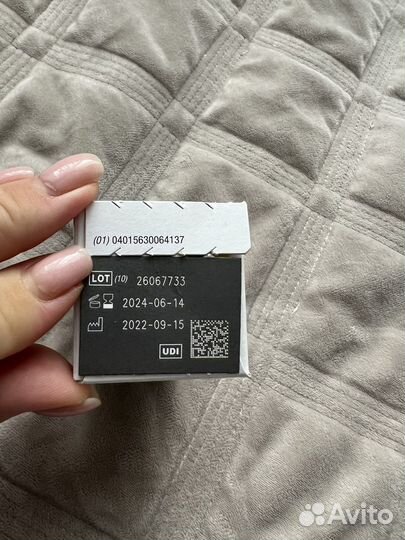 (01) 04015630064137
LOT (10) 26067733
2024-06-14
2022-09-15
UDI
Avito